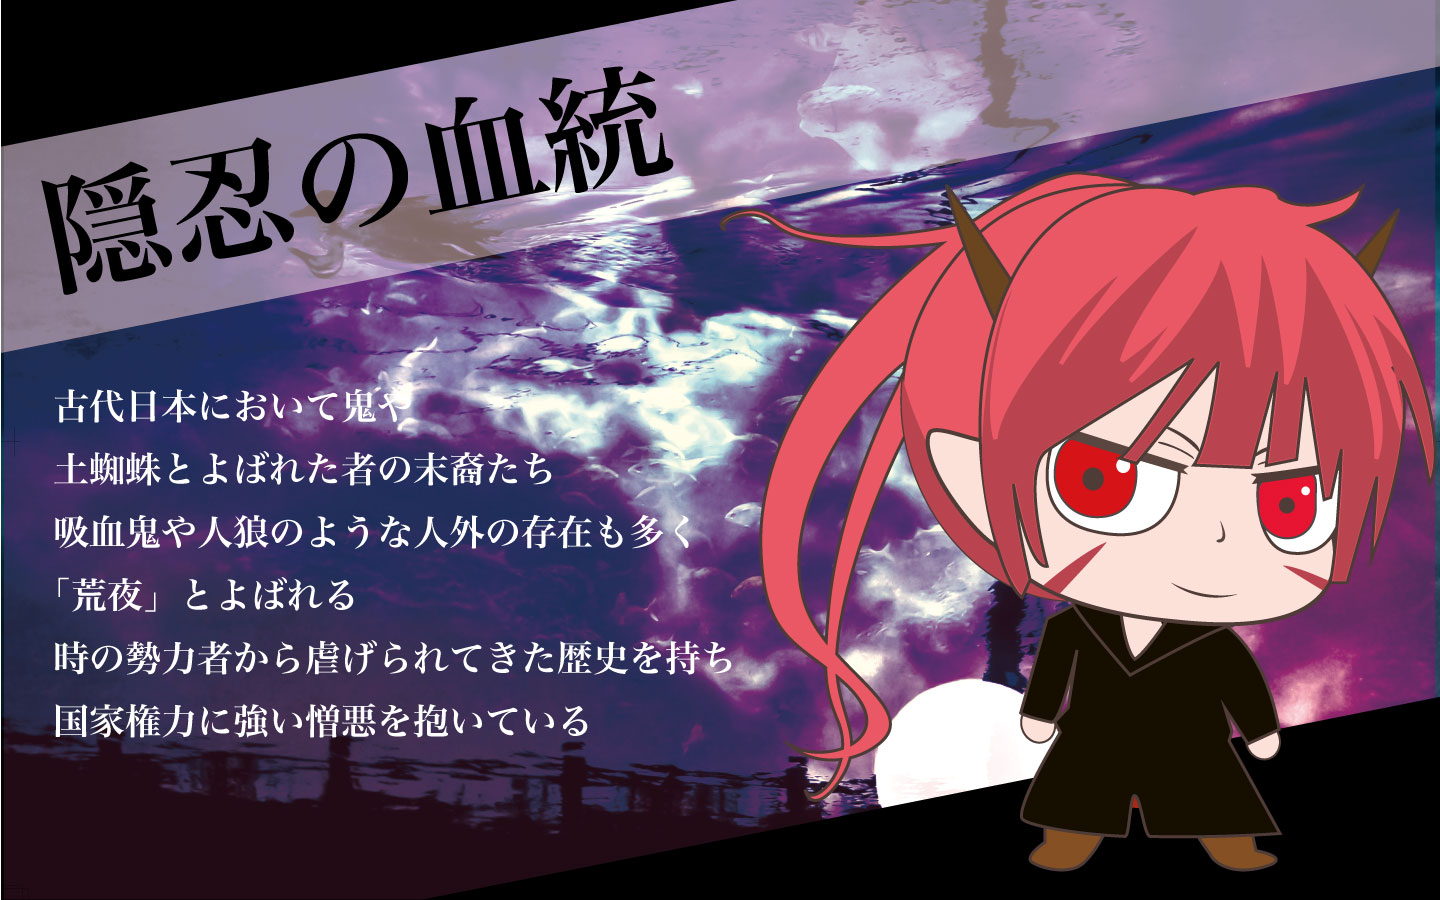 隠忍の血統
古代日本において鬼や
土蜘蛛とよばれた者の末裔たち
吸血鬼や人狼のような人外の存在も多く
「荒夜」とよばれる
時の勢力者から虐げられてきた歴史を持ち
国家権力に強い憎悪を抱いている